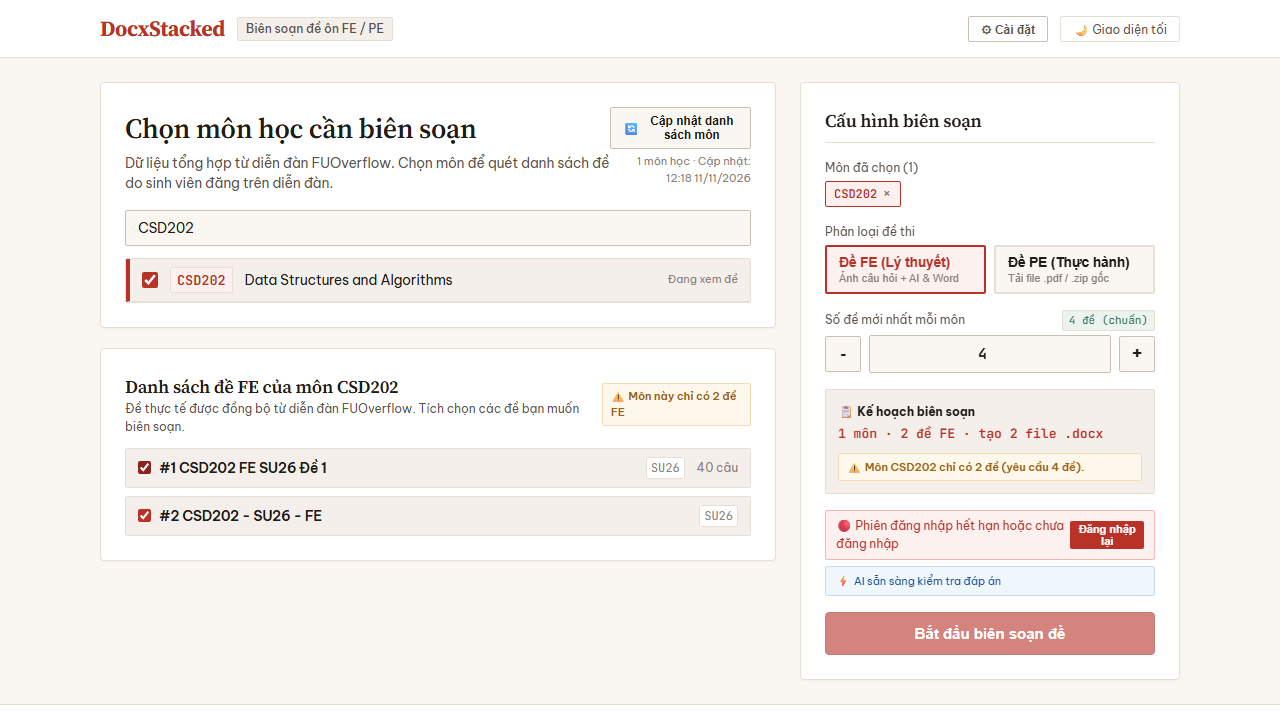 DocxStacked
Biên soạn đề ôn FE / PE
⚙ Cài đặt
🌙 Giao diện tối
Chọn môn học cần biên soạn
Dữ liệu tổng hợp từ diễn đàn FUOverflow. Chọn môn để quét danh sách đề
do sinh viên đăng trên diễn đàn.
🔄 Cập nhật danh
sách môn
1 môn học · Cập nhật:
12:18 11/11/2026
CSD202
CSD202 Data Structures and Algorithms Đang xem đề
Danh sách đề FE của môn CSD202
Đề thực tế được đồng bộ từ diễn đàn FUOverflow. Tích chọn các đề bạn muốn
biên soạn.
⚠️ Môn này chỉ có 2 đề
FE
#1 CSD202 FE SU26 Đề 1 SU26 40 câu
#2 CSD202 - SU26 - FE SU26
Cấu hình biên soạn
Môn đã chọn (1)
CSD202 ×
Phân loại đề thi
Đề FE (Lý thuyết)
Ảnh câu hỏi + AI & Word
Đề PE (Thực hành)
Tải file .pdf / .zip gốc
Số đề mới nhất mỗi môn 4 đề (chuẩn)
- 4 +
📋 Kế hoạch biên soạn
1 môn · 2 đề FE · tạo 2 file .docx
⚠️ Môn CSD202 chỉ có 2 đề (yêu cầu 4 đề).
🔴 Phiên đăng nhập hết hạn hoặc chưa
đăng nhập
Đăng nhập
lại
⚡ AI sẵn sàng kiểm tra đáp án
Bắt đầu biên soạn đề